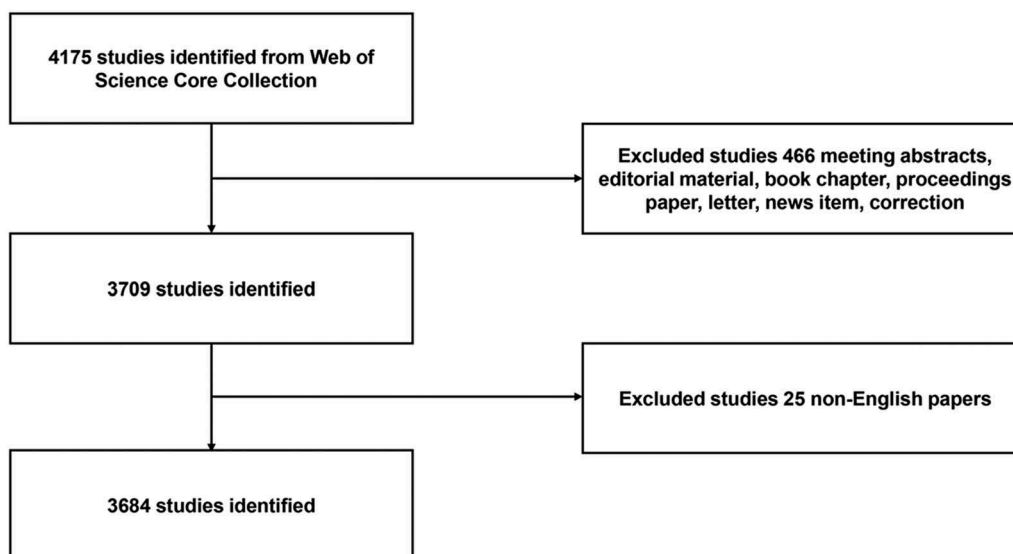 4175 studies identified from Web of
Science Core Collection
Excluded studies 466 meeting abstracts,
editorial material, book chapter, proceedings
paper, letter, news item, correction
3709 studies identified
Excluded studies 25 non-English papers
3684 studies identified